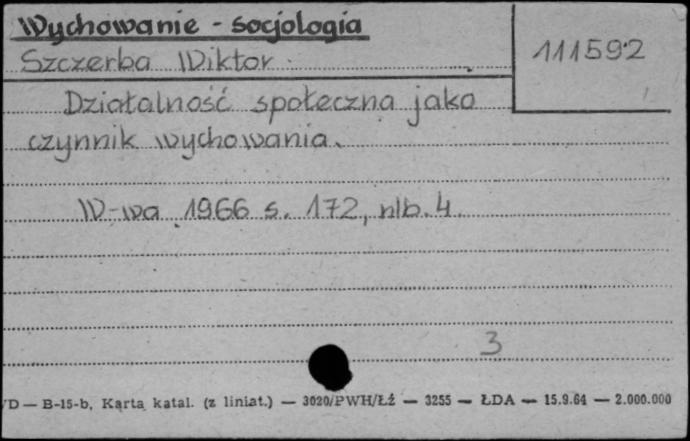 Wychowanie - socjologia
Szczerba Wiktor
111592
Działalność społeczna jako
czynnik wychowania.
W-wa 1966 s. 172, nlb. 4.
3
B-15-b, Karta katal. (z liniat.) — 3020/PWH/Łź — 3255 — ŁDA — 15.9.64 — 2.000.000